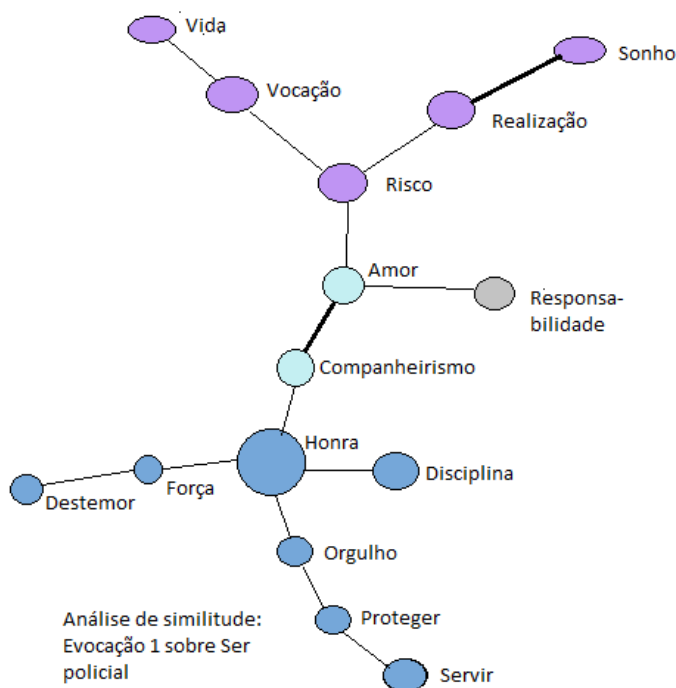 Vida
Sonho
Vocação
Realização
Risco
Amor
Responsa-
bilidade
Companheirismo
Honra
Disciplina
Força
Destemor
Orgulho
Proteger
Servir
Análise de similitude:
Evocação 1 sobre Ser
policial